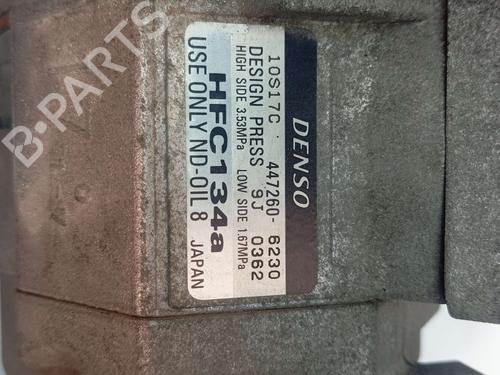 DENSO
10S17C 447260-6230
DESIGN PRESS 9J 0362
HIGH SIDE 3.53MPa LOW SIDE 1.67MPa
HFC134a
USE ONLY ND-OIL 8 JAPAN
B-PARTS